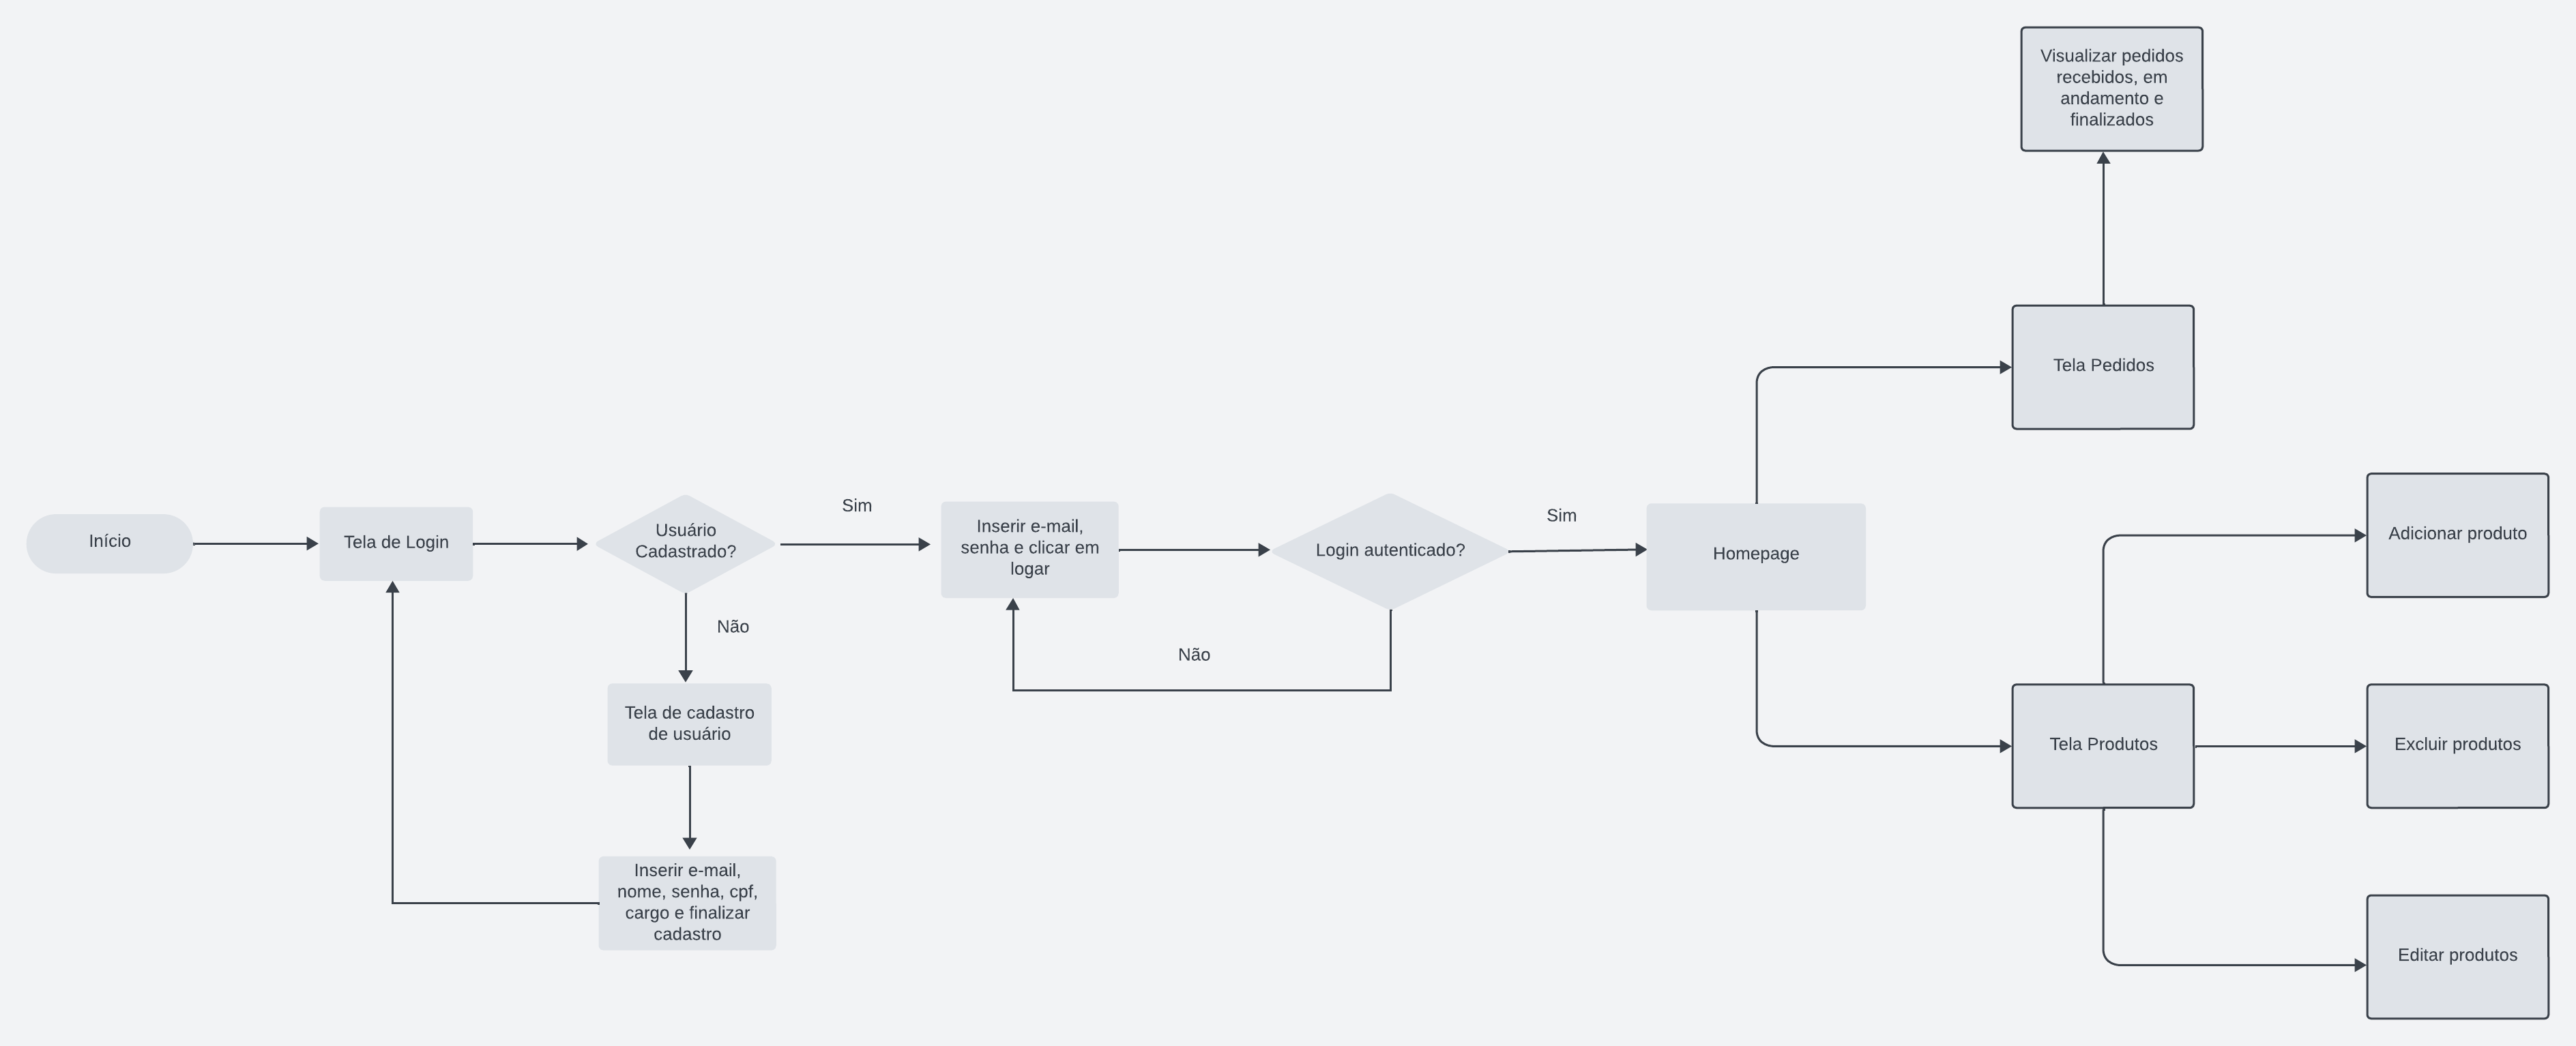 Visualizar pedidos
recebidos, em
andamento e
finalizados
Tela Pedidos
Início
Tela de Login
Usuário
Cadastrado?
Sim
Não
Tela de cadastro
de usuário
Inserir e-mail,
nome, senha, cpf,
cargo e finalizar
cadastro
Inserir e-mail,
senha e clicar em
logar
Login autenticado?
Não
Sim
Homepage
Tela Produtos
Adicionar produto
Excluir produtos
Editar produtos